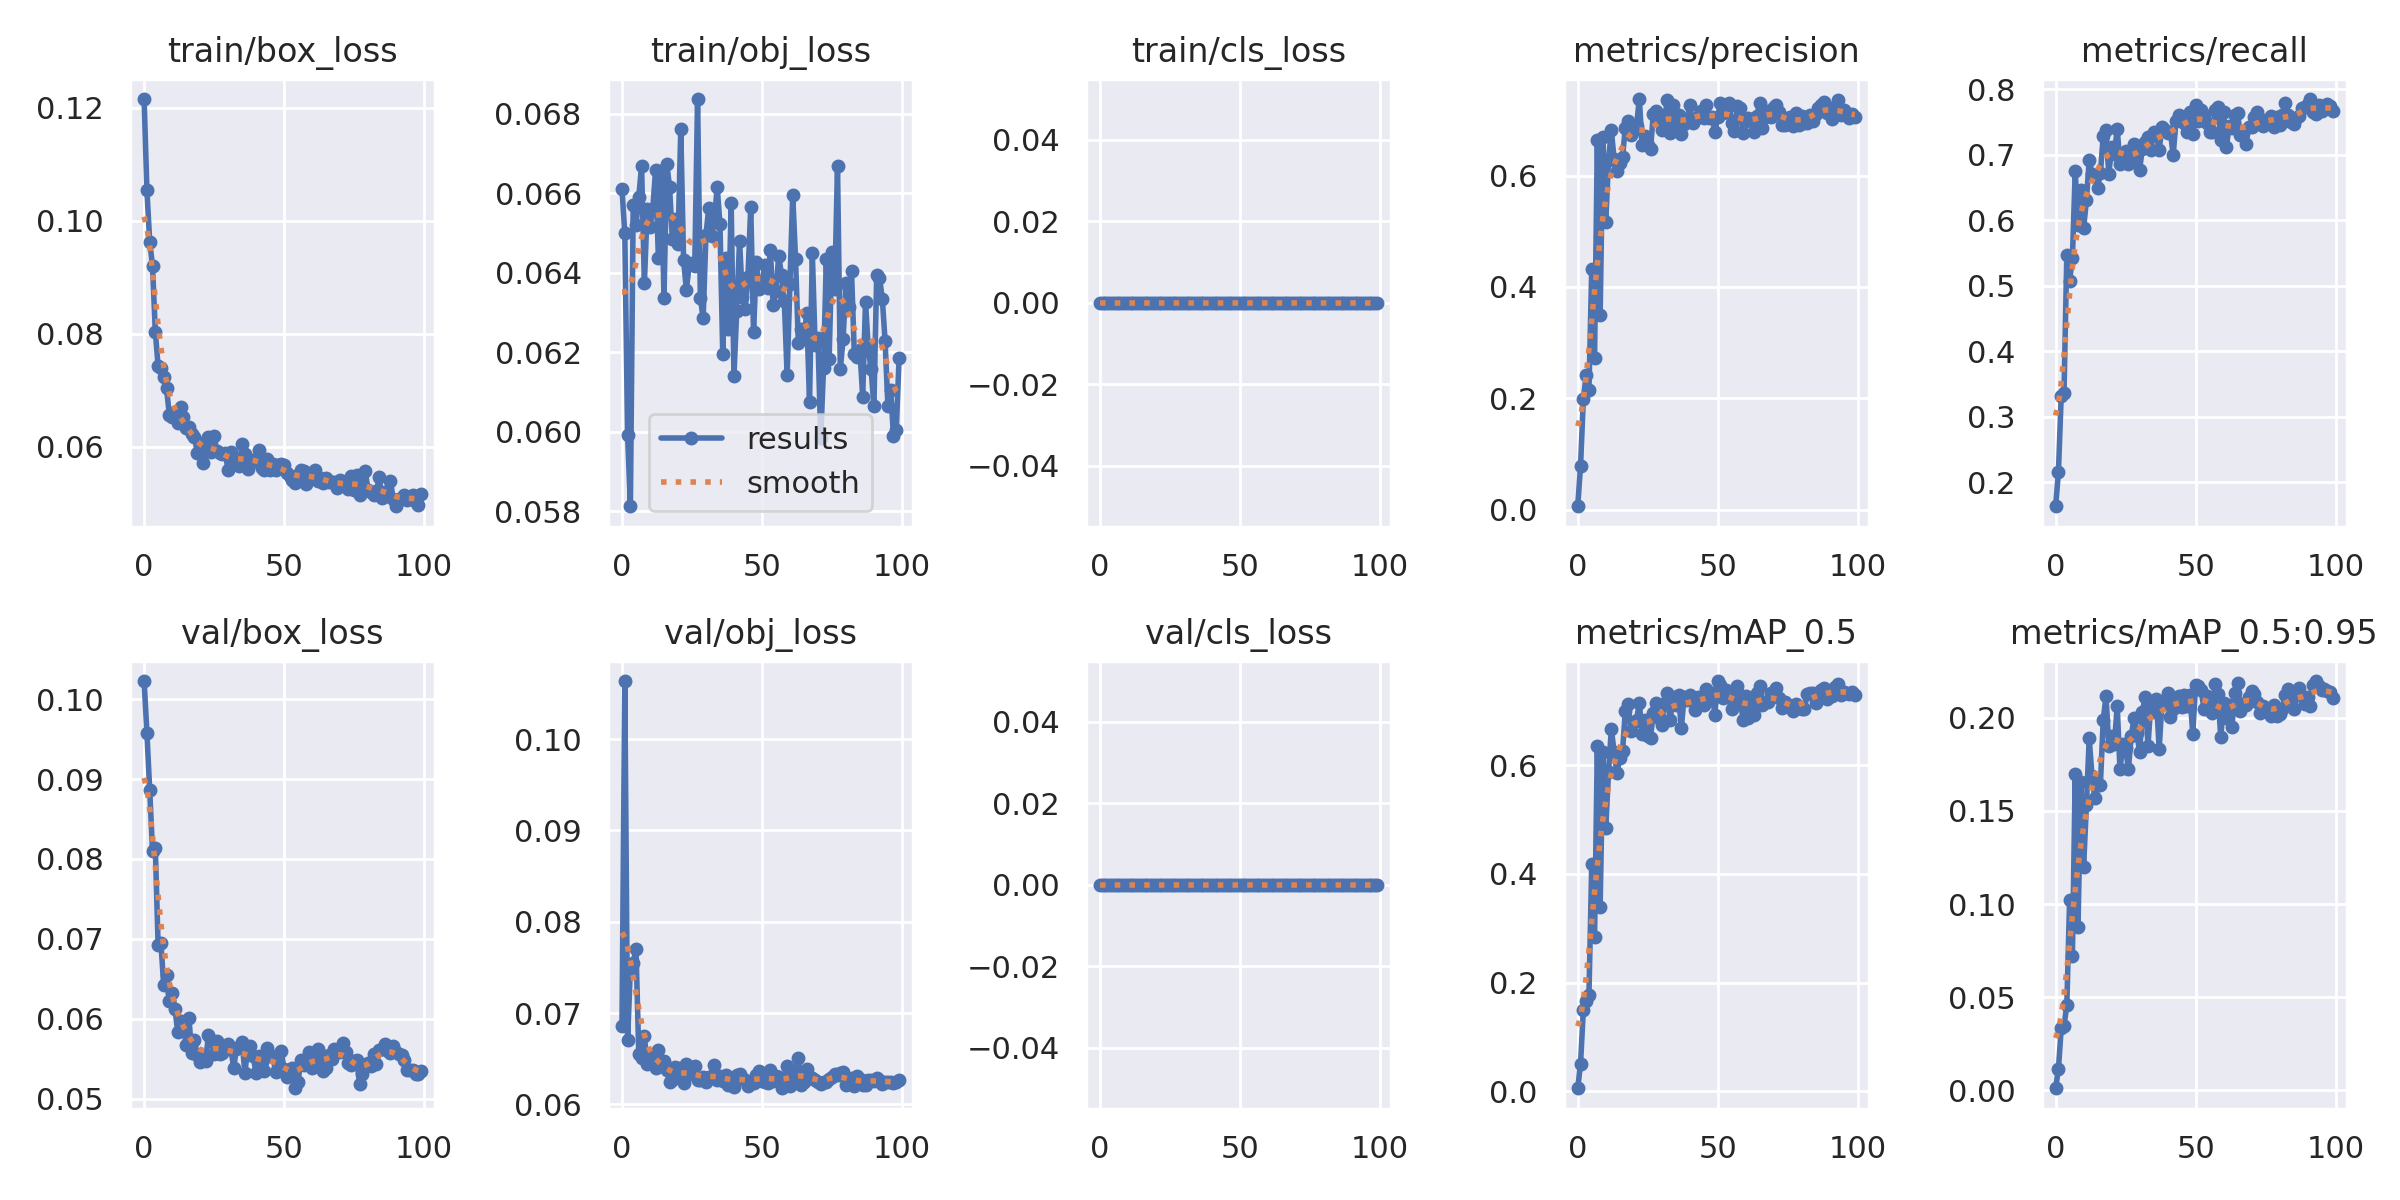 train/box_loss
0.12
0.10
0.08
0.06
0 50 100
train/obj_loss
0.068
0.066
0.064
0.062
0.060
0.058
results
smooth
0 50 100
train/cls_loss
0.04
0.02
0.00
−0.02
−0.04
0 50 100
metrics/precision
0.6
0.4
0.2
0.0
0 50 100
metrics/recall
0.8
0.7
0.6
0.5
0.4
0.3
0.2
0 50 100
val/box_loss
0.10
0.09
0.08
0.07
0.06
0.05
0 50 100
val/obj_loss
0.10
0.09
0.08
0.07
0.06
0 50 100
val/cls_loss
0.04
0.02
0.00
−0.02
−0.04
0 50 100
metrics/mAP_0.5
0.6
0.4
0.2
0.0
0 50 100
metrics/mAP_0.5:0.95
0.20
0.15
0.10
0.05
0.00
0 50 100